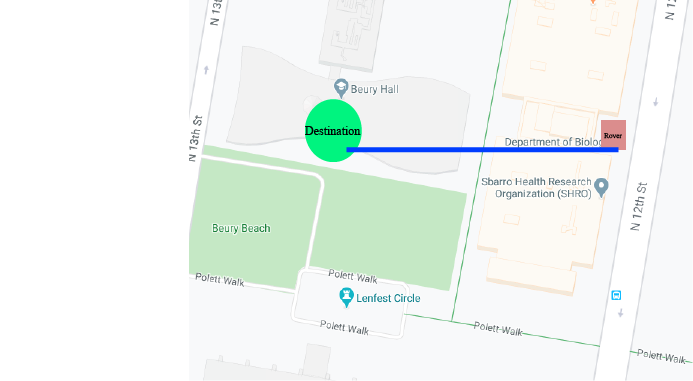 N 13th St
N 12
Beury Hall
Destination
Rover
Department of Biolo
N 13th St
Sbarro Health Research
Organization (SHRO)
N 12th St
Beury Beach
Polett Walk
Polett Walk
Lenfest Circle
Polett Walk
Polett Walk
Polett Walk